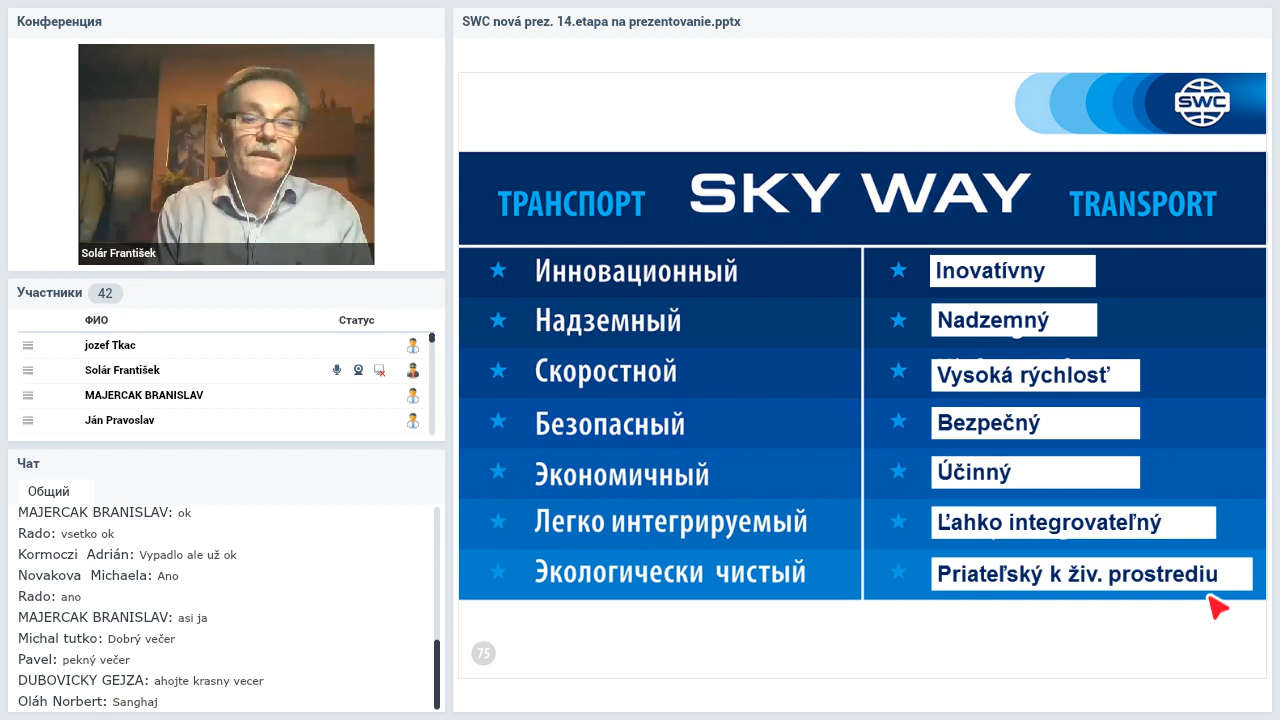 Конференция
Solár František
Участники 42
ФИО Статус
jozef Tkac
Solár František
MAJERCAK BRANISLAV
Ján Pravoslav
Чат
Общий
MAJERCAK BRANISLAV: ok
Rado: vsetko ok
Kormoczi Adrián: Vypadlo ale už ok
Novakova Michaela: Ano
Rado: ano
MAJERCAK BRANISLAV: asi ja
Michal tutko: Dobrý večer
Pavel: pekný večer
DUBOVICKY GEJZA: ahojte krasny vecer
Oláh Norbert: Sanghaj
SWC nová prez. 14.etapa na prezentovanie.pptx
SWC
ТРАНСПОРТ SKY WAY TRANSPORT
Инновационный
Надземный
Скоростной
Безопасный
Экономичный
Легко интегрируемый
Экологически чистый
Inovatívny
Nadzemný
Vysoká rýchlosť
Bezpečný
Účinný
Ľahko integrovateľný
Priateľský k živ. prostrediu
75